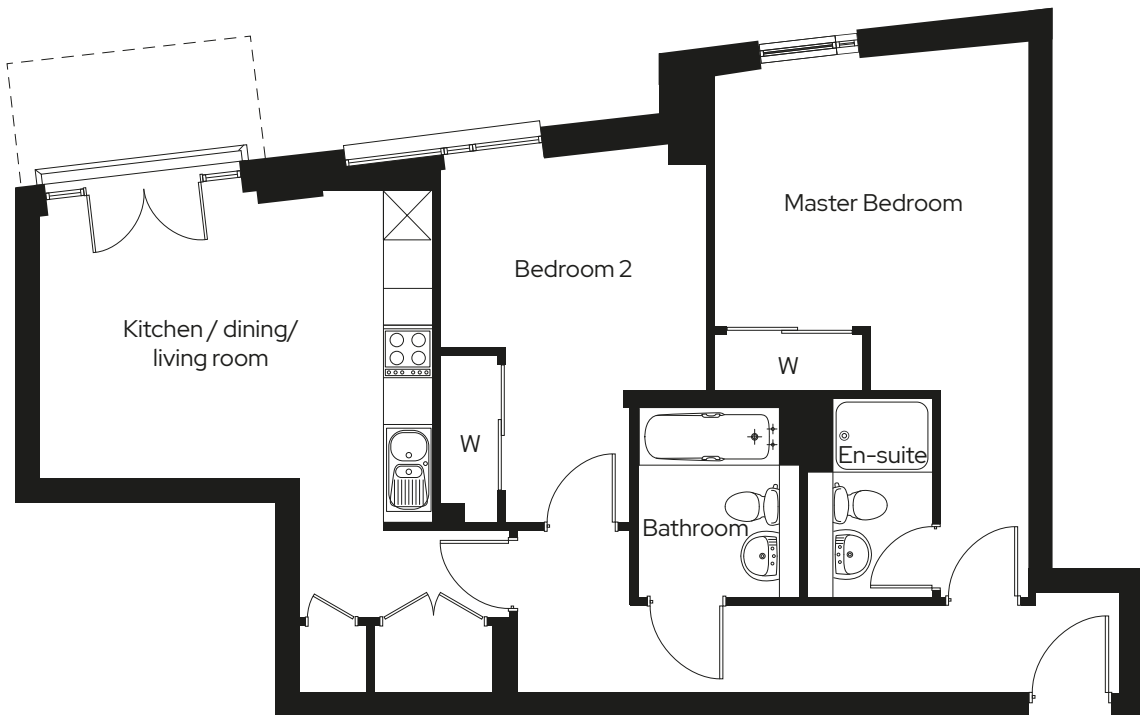 Master Bedroom
Bedroom 2
Kitchen / dining/
living room
W
W
En-suite
Bathroom